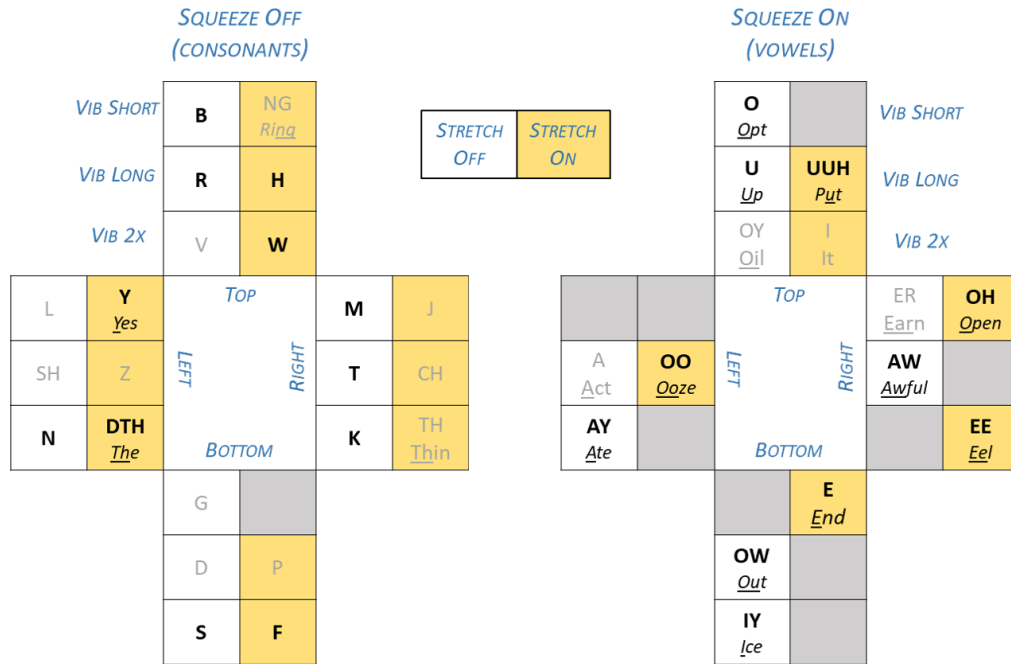 SQUEEZE OFF
(CONSONANTS)
SQUEEZE ON
(VOWELS)
VIB SHORT
B
NG
Ring
VIB LONG
R
H
VIB 2X
V
W
L
Y
Yes
TOP
M
J
SH
Z
LEFT
RIGHT
T
CH
N
DTH
The
BOTTOM
K
TH
Thin
G
D
P
S
F
STRETCH
OFF
STRETCH
ON
O
Opt
VIB SHORT
U
Up
UUH
Put
VIB LONG
OY
Oil
I
It
VIB 2X
TOP
ER
Earn
OH
Open
A
Act
OO
Ooze
LEFT
RIGHT
AW
Awful
AY
Ate
BOTTOM
EE
Eel
E
End
OW
Out
IY
Ice